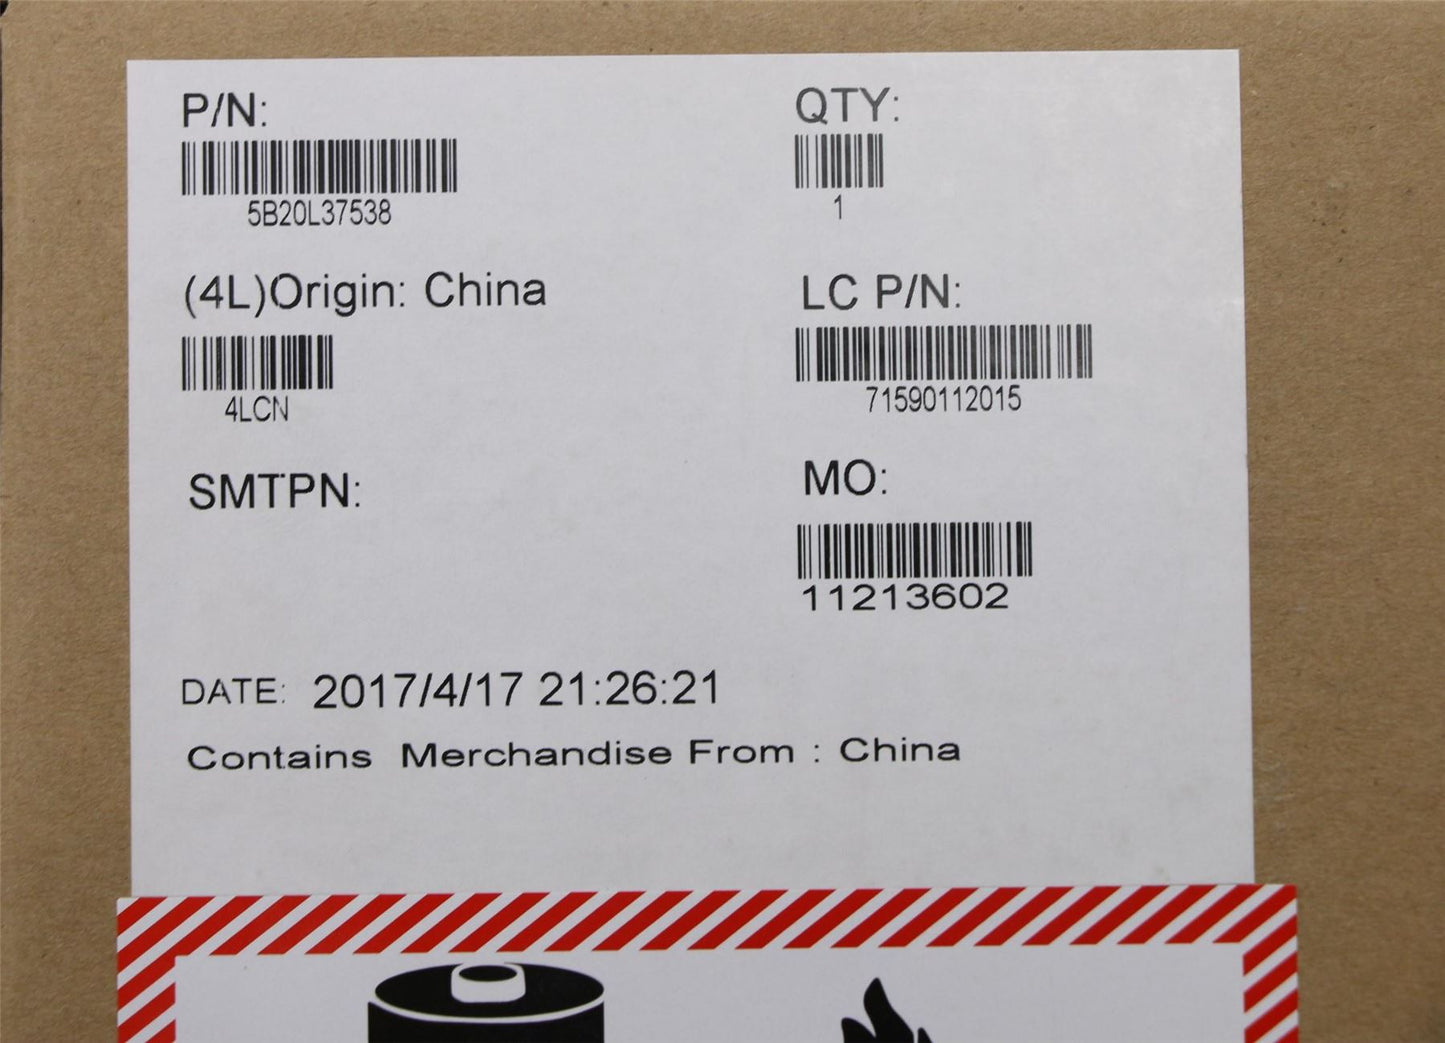 P/N:
5B20L37538
QTY:
1
(4L)Origin: China
4LCN
LC P/N:
71590112015
SMTPN:
MO:
11213602
DATE: 2017/4/17 21:26:21
Contains Merchandise From : China